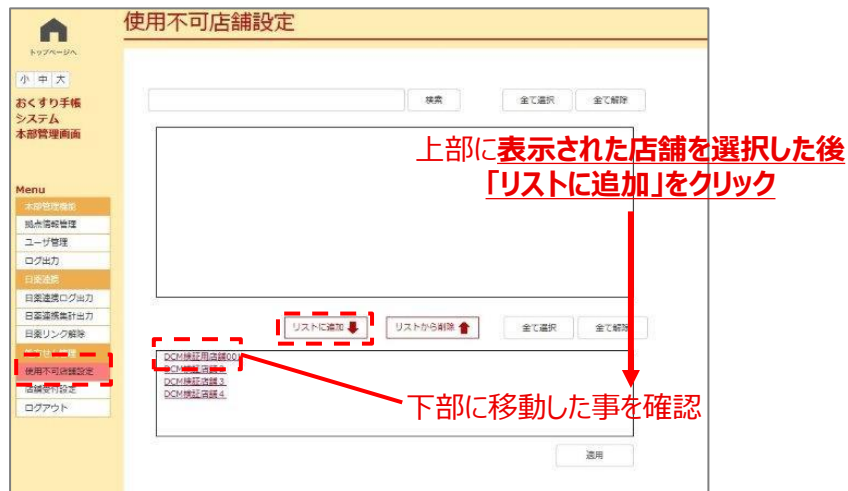 使用不可店舗設定
トップページへ
小 中 大
おくすり手帳
システム
本部管理画面
Menu
本部管理機能
拠点情報管理
ユーザ管理
ログ出力
日薬連携
日薬連携ログ出力
日薬連携集計出力
日薬リンク解除
使用不可店舗設定
店舗受付設定
ログアウト
検索
全て選択
全て解除
上部に表示された店舗を選択した後
「リストに追加」をクリック
リストに追加
リストから削除
全て選択
全て解除
DCM検証用店舗001
DCM検証店舗3
DCM検証店舗4
下部に移動した事を確認
適用